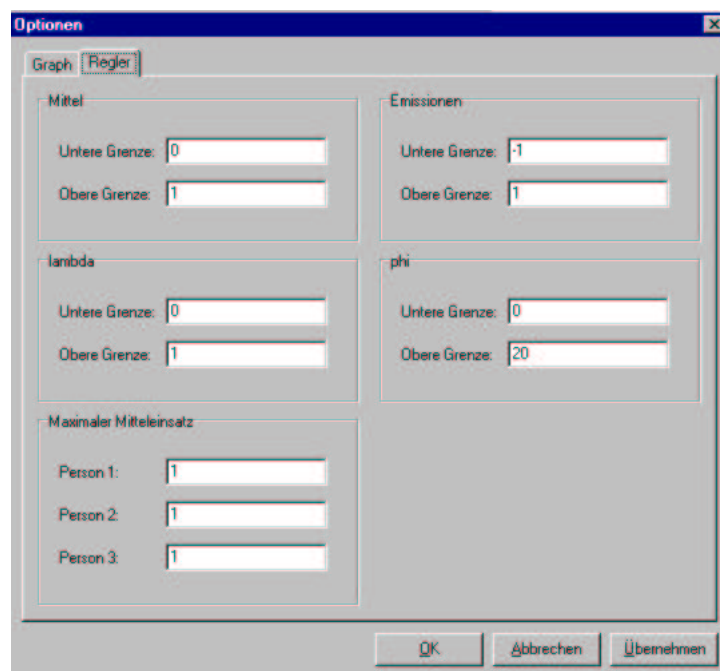 Optionen
Graph Regler
Mittel
Untere Grenze: 0
Obere Grenze: 1
Emissionen
Untere Grenze: -1
Obere Grenze: 1
lambda
Untere Grenze: 0
Obere Grenze: 1
phi
Untere Grenze: 0
Obere Grenze: 20
Maximaler Mitteleinsatz
Person 1: 1
Person 2: 1
Person 3: 1
OK Abbrechen Übernehmen